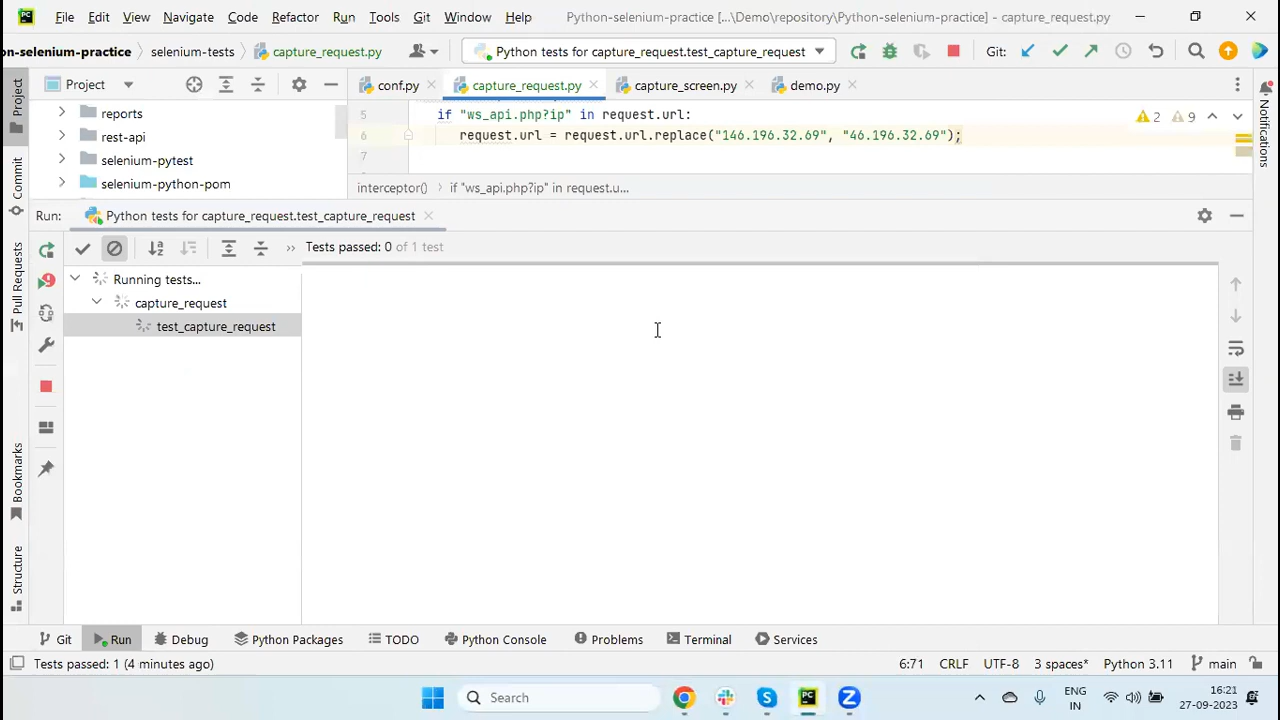 File Edit View Navigate Code Refactor Run Tools Git Window Help Python-selenium-practice [...\Demo\repository\Python-selenium-practice] - capture_request.py
on-selenium-practice selenium-tests capture_request.py Python tests for capture_request.test_capture_request Git:
Project conf.py capture_request.py capture_screen.py demo.py
reports
rest-api
selenium-pytest
selenium-python-pom
5 if "ws_api.php?ip" in request.url:
6 request.url = request.url.replace("146.196.32.69", "46.196.32.69");
7
2 9
interceptor() if "ws_api.php?ip" in request.u...
Run: Python tests for capture_request.test_capture_request
Tests passed: 0 of 1 test
Running tests...
capture_request
test_capture_request
Project
Commit
Pull Requests
Bookmarks
Structure
Notifications
Git Run Debug Python Packages TODO Python Console Problems Terminal Services
Tests passed: 1 (4 minutes ago) 6:71 CRLF UTF-8 3 spaces* Python 3.11 main
Search
ENG
IN
16:21
27-09-2023